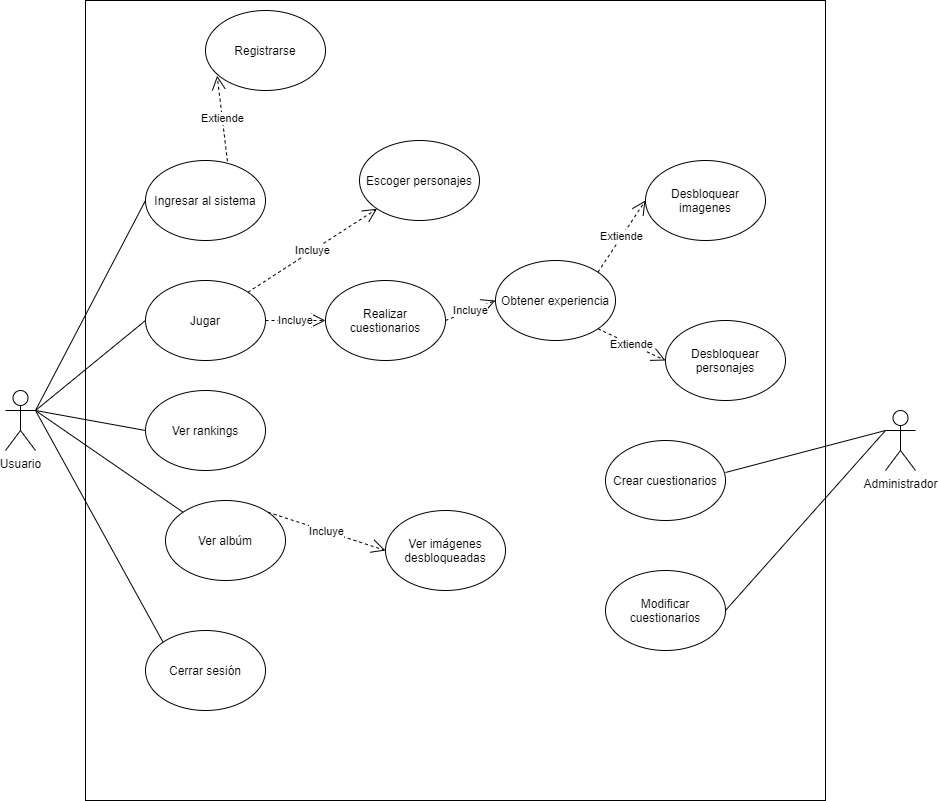 Registrarse
Extiende
Ingresar al sistema
Escoger personajes
Incluye
Jugar
Incluye
Realizar
cuestionarios
Incluye
Obtener experiencia
Extiende
Desbloquear
imagenes
Extiende
Desbloquear
personajes
Ver rankings
Usuario
Ver albúm
Incluye
Ver imágenes
desbloqueadas
Cerrar sesión
Crear cuestionarios
Administrador
Modificar
cuestionarios